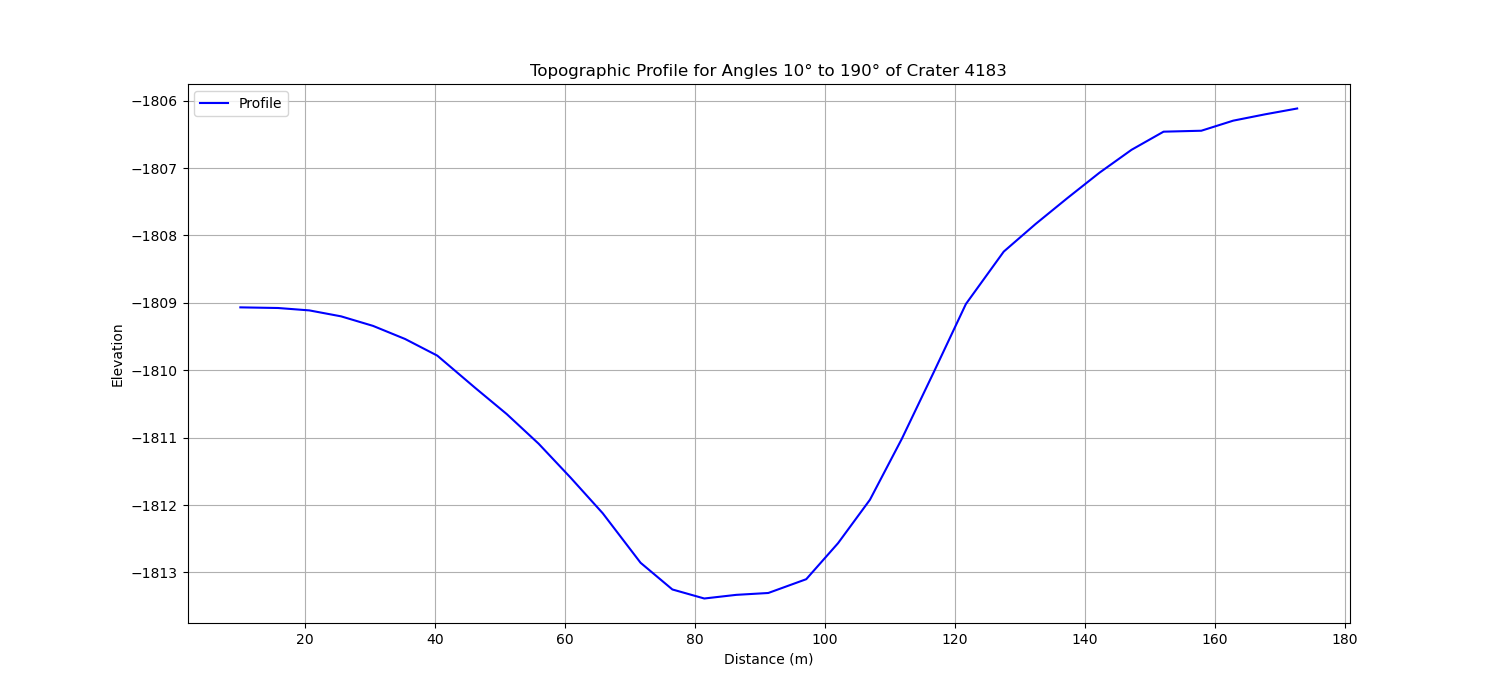 Topographic Profile for Angles 10° to 190° of Crater 4183
Profile
−1806
−1807
−1808
−1809
−1810
−1811
−1812
−1813
Elevation
20 40 60 80 100 120 140 160 180
Distance (m)